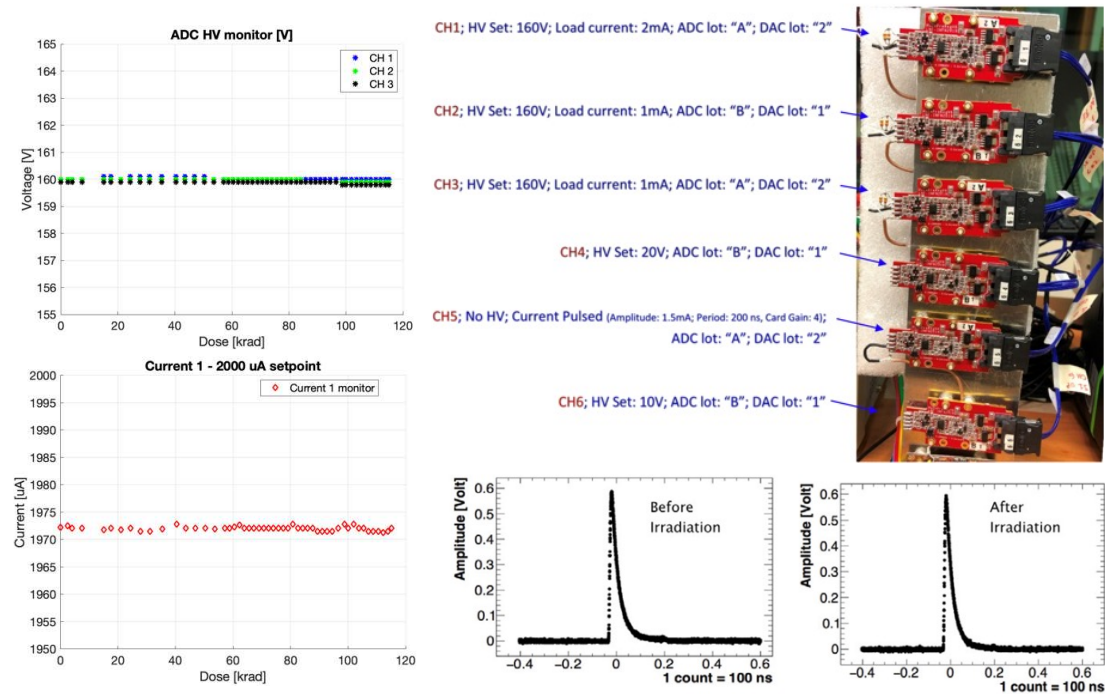 ADC HV monitor [V]
165
164
163
162
161
160
159
158
157
156
155
Voltage [V]
CH 1
CH 2
CH 3
0 20 40 60 80 100 120
Dose [krad]
Current 1 - 2000 uA setpoint
2000
1995
1990
1985
1980
1975
1970
1965
1960
1955
1950
Current [uA]
Current 1 monitor
0 20 40 60 80 100 120
Dose [krad]
CH1; HV Set: 160V; Load current: 2mA; ADC lot: “A”; DAC lot: “2”
CH2; HV Set: 160V; Load current: 1mA; ADC lot: “B”; DAC lot: “1”
CH3; HV Set: 160V; Load current: 1mA; ADC lot: “A”; DAC lot: “2”
CH4; HV Set: 20V; ADC lot: “B”; DAC lot: “1”
CH5; No HV; Current Pulsed (Amplitude: 1.5mA; Period: 200 ns, Card Gain: 4);
ADC lot: “A”; DAC lot: “2”
CH6; HV Set: 10V; ADC lot: “B”; DAC lot: “1”
Amplitude [Volt]
0.6
0.5
0.4
0.3
0.2
0.1
0
Before
Irradiation
−0.4 −0.2 0 0.2 0.4 0.6
1 count = 100 ns
Amplitude [Volt]
0.6
0.5
0.4
0.3
0.2
0.1
0
After
Irradiation
−0.4 −0.2 0 0.2 0.4 0.6
1 count = 100 ns